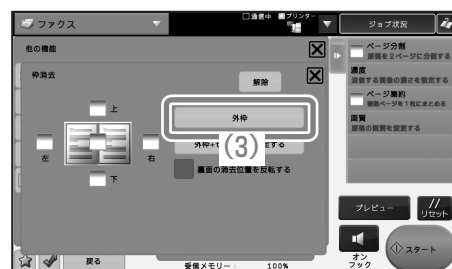 ファクス
通信中
プリンター
ジョブ状況
他の機能
枠消去
解除
外枠
(3)
外枠+
する
裏面の消去位置を反転する
上
左
右
下
ページ分割
原稿を2ページに分割する
濃度
送信する画像の濃さを設定する
ページ集約
複数ページを1枚にまとめる
画質
原稿の画質を変更する
プレビュー
リセット
戻る
受信メモリー:
100%
オン
フック
スタート